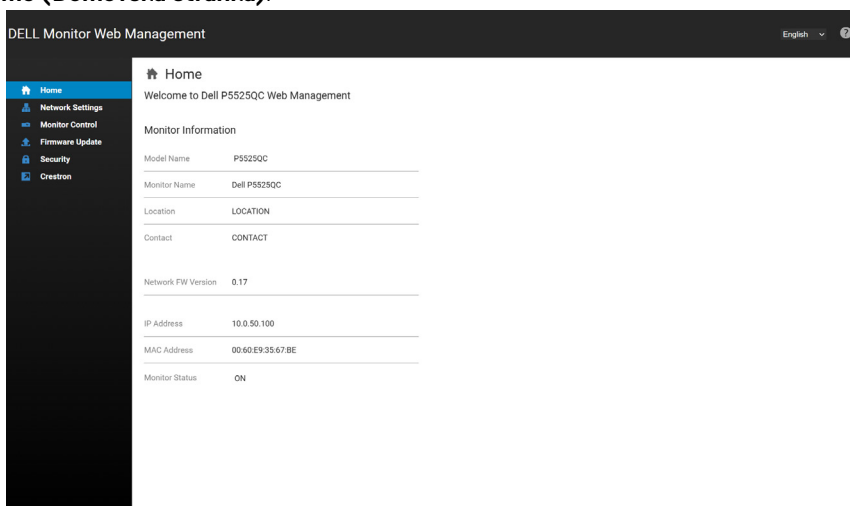 DELL Monitor Web Management
English
?
Home
Network Settings
Monitor Control
Firmware Update
Security
Crestron
Home
Welcome to Dell P5525QC Web Management
Monitor Information
Model Name P5525QC
Monitor Name Dell P5525QC
Location LOCATION
Contact CONTACT
Network FW Version 0.17
IP Address 10.0.50.100
MAC Address 00:60:E9:35:67:BE
Monitor Status ON